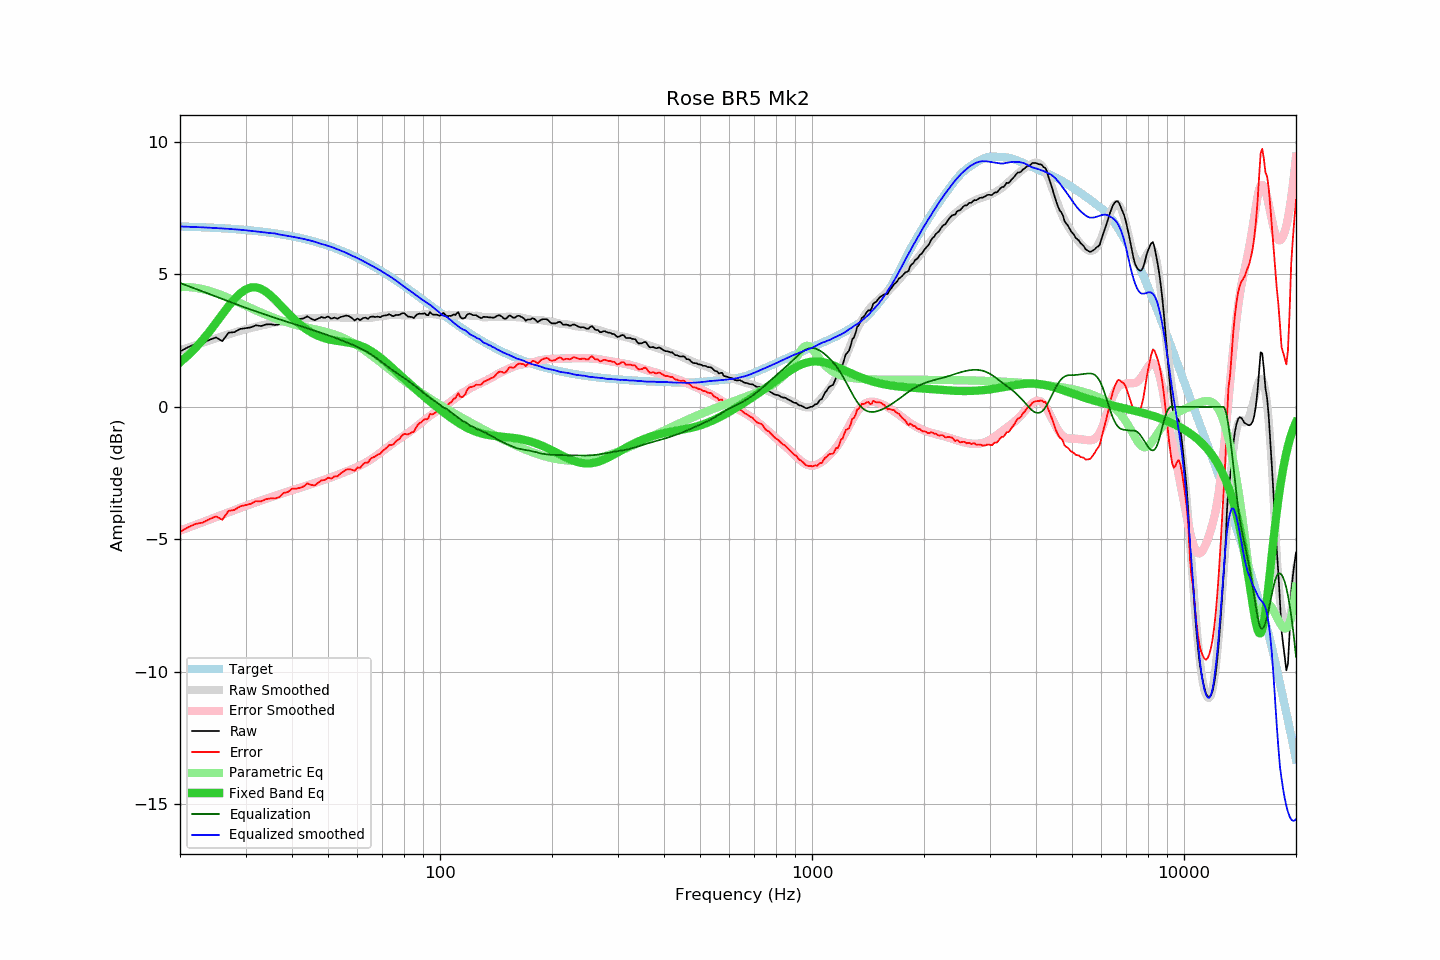 Rose BR5 Mk2
10
5
0
−5
−10
−15
Amplitude (dBr)
Target
Raw Smoothed
Error Smoothed
Raw
Error
Parametric Eq
Fixed Band Eq
Equalization
Equalized smoothed
100
1000
10000
Frequency (Hz)